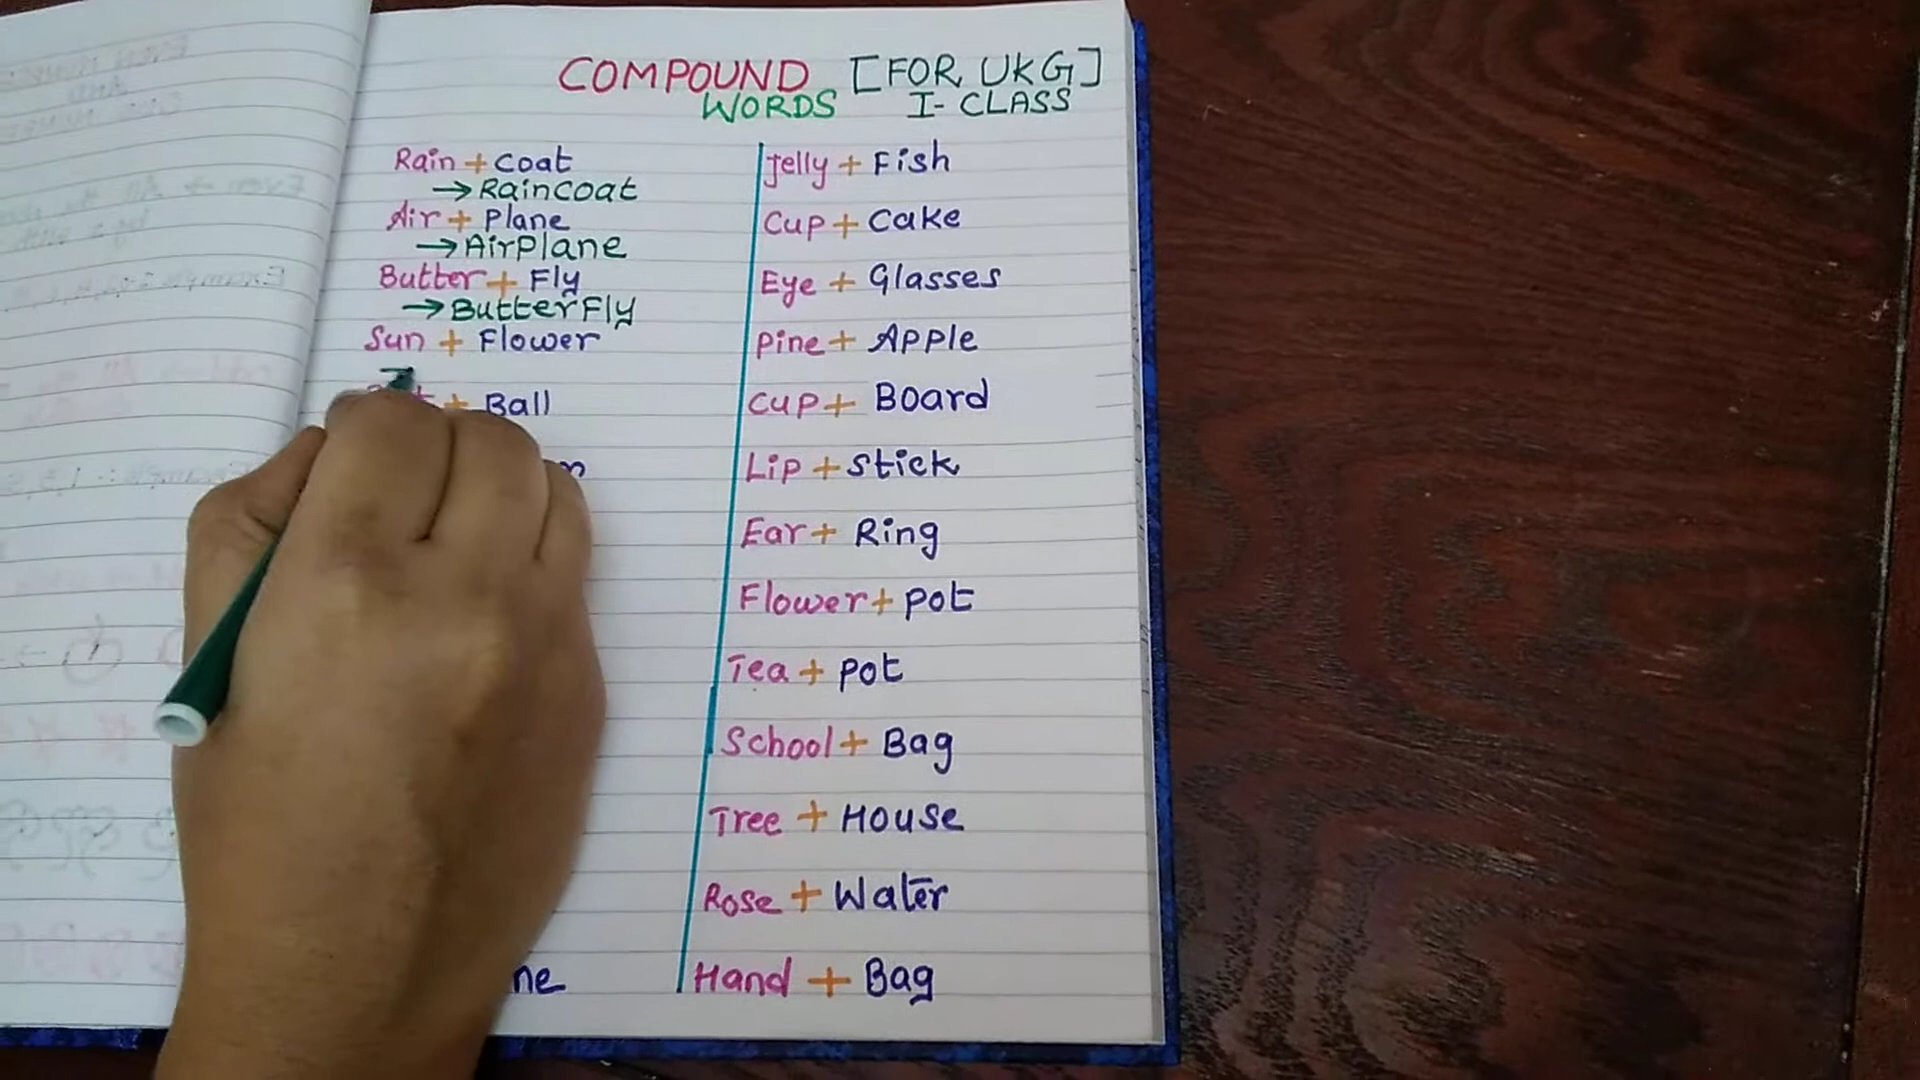 COMPOUND [FOR UKG]
WORDS I- CLASS
Rain + coat
→ Raincoat
Air + Plane
→ AirPlane
Butter + Fly
→ ButterFly
Sun + Flower
+ Ball
Jelly + Fish
Cup + Cake
Eye + Glasses
Pine + Apple
Cup + Board
Lip + Stick
Ear + Ring
Flower + Pot
Tea + Pot
School + Bag
Tree + House
Rose + Water
Hand + Bag